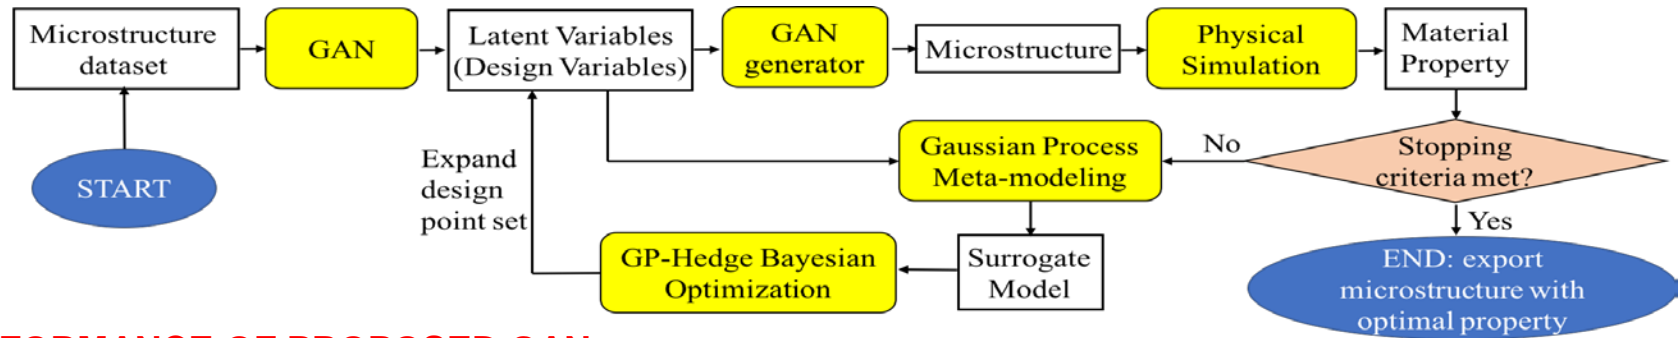 Microstructure
dataset
GAN
Latent Variables
(Design Variables)
GAN
generator
Microstructure
Physical
Simulation
Material
Property
START
Expand
design
point set
Gaussian Process
Meta-modeling
No
Stopping
criteria met?
Yes
GP-Hedge Bayesian
Optimization
Surrogate
Model
END: export
microstructure with
optimal property